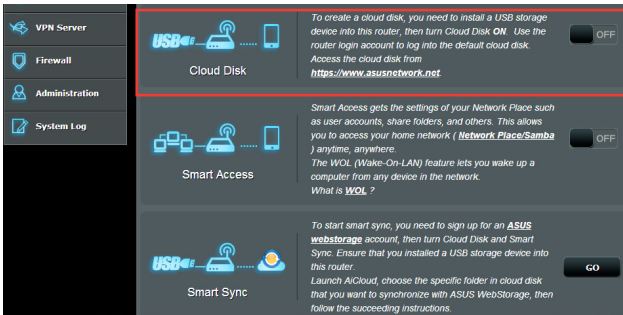 VPN Server
Firewall
Administration
System Log
USB
Cloud Disk
To create a cloud disk, you need to install a USB storage
device into this router, then turn Cloud Disk ON. Use the
router login account to log into the default cloud disk.
Access the cloud disk from
https://www.asusnetwork.net.
OFF
Smart Access
Smart Access gets the settings of your Network Place such
as user accounts, share folders, and others. This allows
you to access your home network ( Network Place/Samba
) anytime, anywhere.
The WOL (Wake-On-LAN) feature lets you wake up a
computer from any device in the network.
What is WOL ?
OFF
USB
Smart Sync
To start smart sync, you need to sign up for an ASUS
webstorage account, then turn Cloud Disk and Smart
Sync. Ensure that you installed a USB storage device into
this router.
Launch AiCloud, choose the specific folder in cloud disk
that you want to synchronize with ASUS WebStorage, then
follow the succeeding instructions.
GO